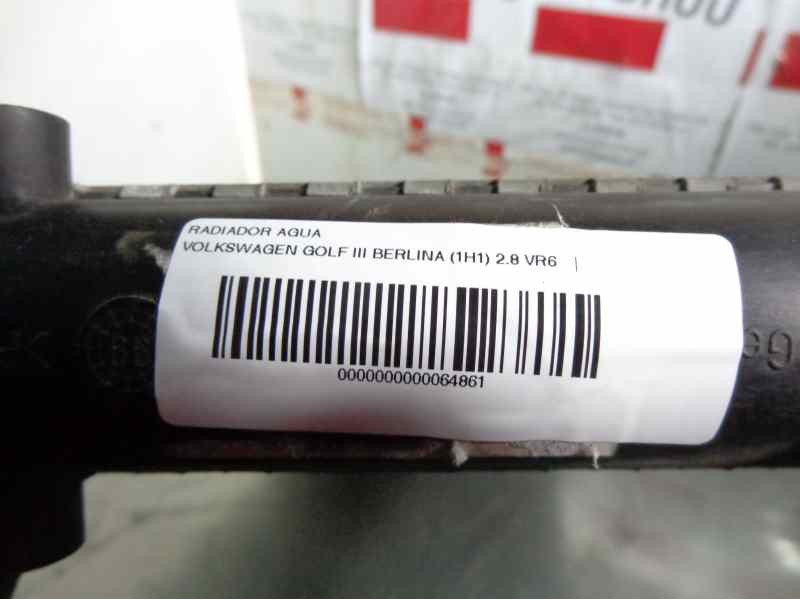 RADIADOR AGUA
VOLKSWAGEN GOLF III BERLINA (1H1) 2.8 VR6 |
0000000000064861